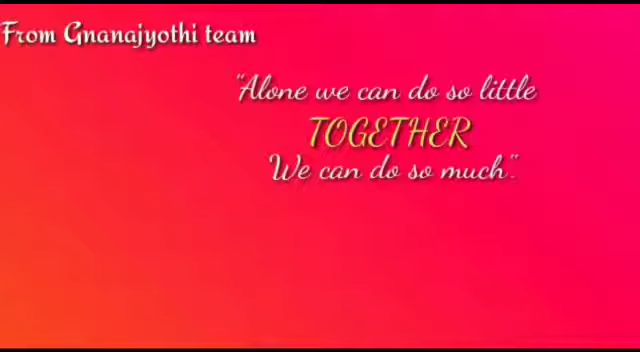 From Gnanajyothi team
"Alone we can do so little
TOGETHER
We can do so much".